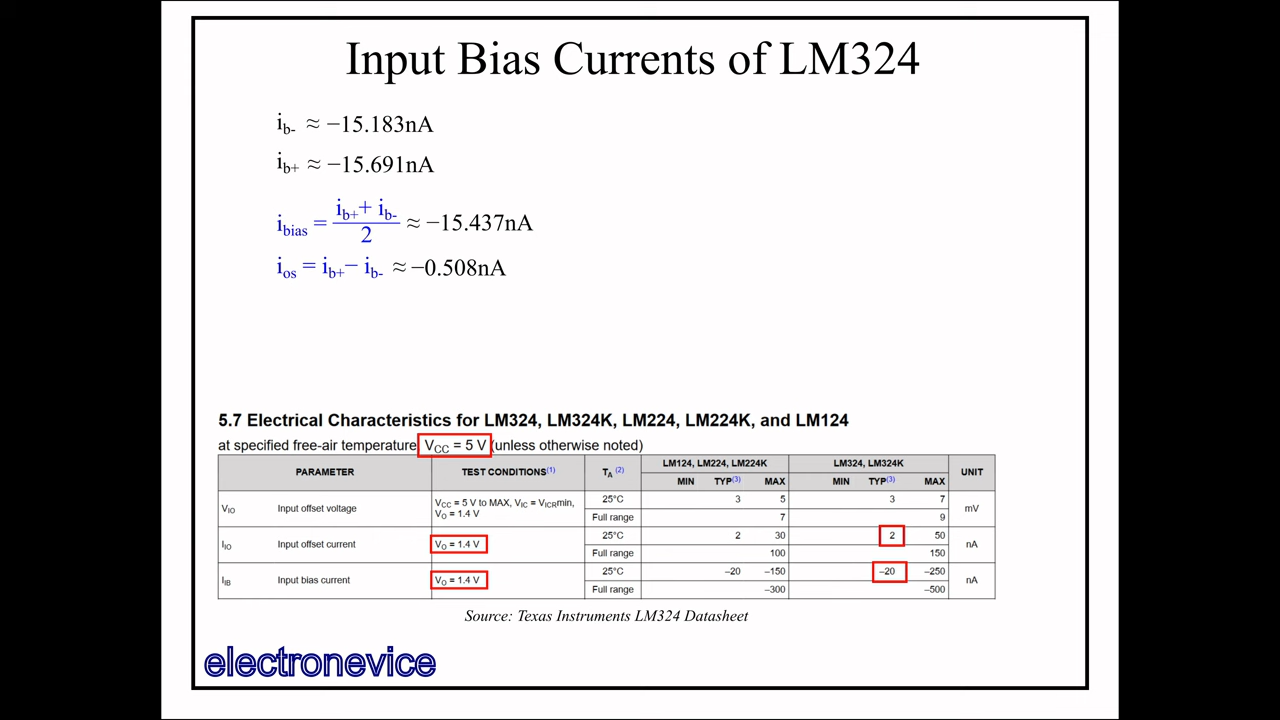 Input Bias Currents of LM324
ib- ≈ −15.183nA
ib+ ≈ −15.691nA
ibias = ib+ + ib- / 2 ≈ −15.437nA
ios = ib+ − ib- ≈ −0.508nA
5.7 Electrical Characteristics for LM324, LM324K, LM224, LM224K, and LM124
at specified free-air temperature VCC = 5 V (unless otherwise noted)
PARAMETER TEST CONDITIONS(1) TA (2) LM124, LM224, LM224K LM324, LM324K UNIT
MIN TYP(3) MAX MIN TYP(3) MAX
VIO Input offset voltage VCC = 5 V to MAX, VIC = VICRmin, VO = 1.4 V 25°C 3 5 3 7 mV
Full range 7 9
IIO Input offset current VO = 1.4 V 25°C 2 30 2 50 nA
Full range 100 150
IIB Input bias current VO = 1.4 V 25°C −20 −150 −20 −250 nA
Full range −300 −500
Source: Texas Instruments LM324 Datasheet
electronevice